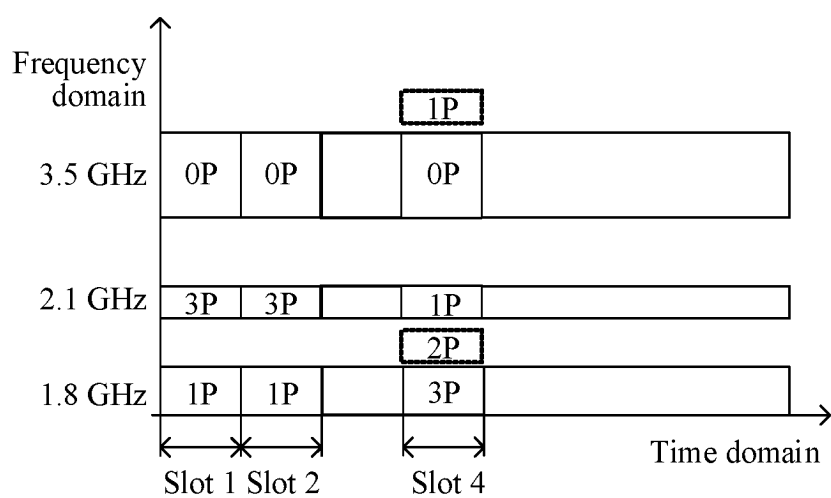 Frequency
domain
1P
3.5 GHz 0P 0P 0P
2.1 GHz 3P 3P 1P
2P
1.8 GHz 1P 1P 3P
Time domain
Slot 1 Slot 2 Slot 4